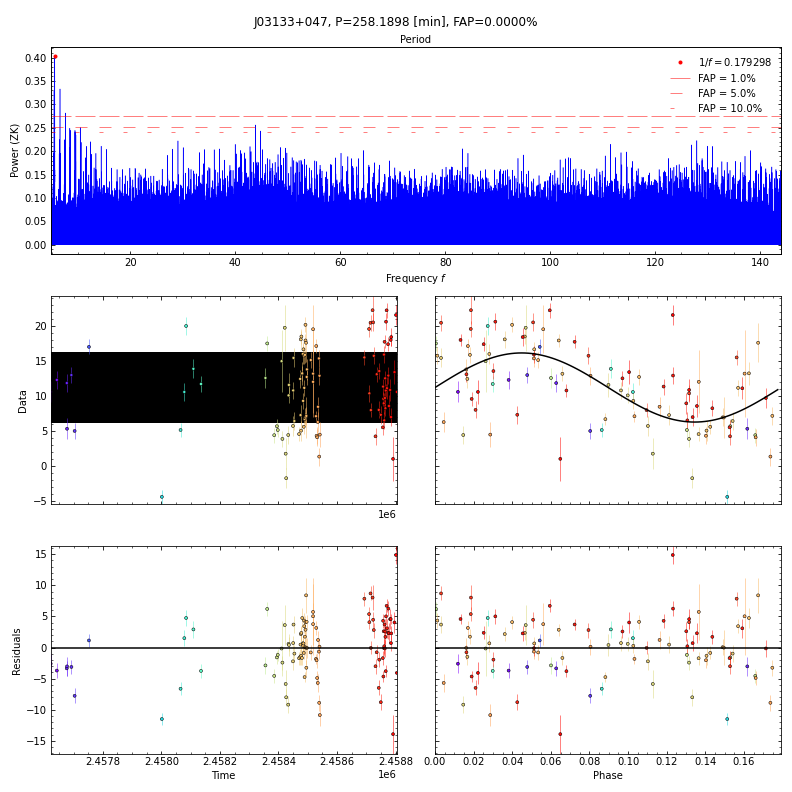 J03133+047, P=258.1898 [min], FAP=0.0000%
Period
0.40
0.35
0.30
0.25
0.20
0.15
0.10
0.05
0.00
Power (ZK)
1/f = 0.179298
FAP = 1.0%
FAP = 5.0%
FAP = 10.0%
20 40 60 80 100 120 140
Frequency f
20
15
10
5
0
−5
Data
1e6
15
10
5
0
−5
−10
−15
Residuals
2.4578 2.4580 2.4582 2.4584 2.4586 2.4588
Time
1e6
0.00 0.02 0.04 0.06 0.08 0.10 0.12 0.14 0.16
Phase